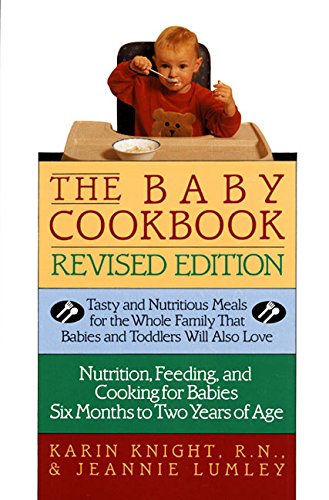 THE BABY
COOKBOOK
REVISED EDITION
Tasty and Nutritious Meals
for the Whole Family That
Babies and Toddlers Will Also Love
Nutrition, Feeding, and
Cooking for Babies
Six Months to Two Years of Age
KARIN KNIGHT, R.N.,
& JEANNIE LUMLEY